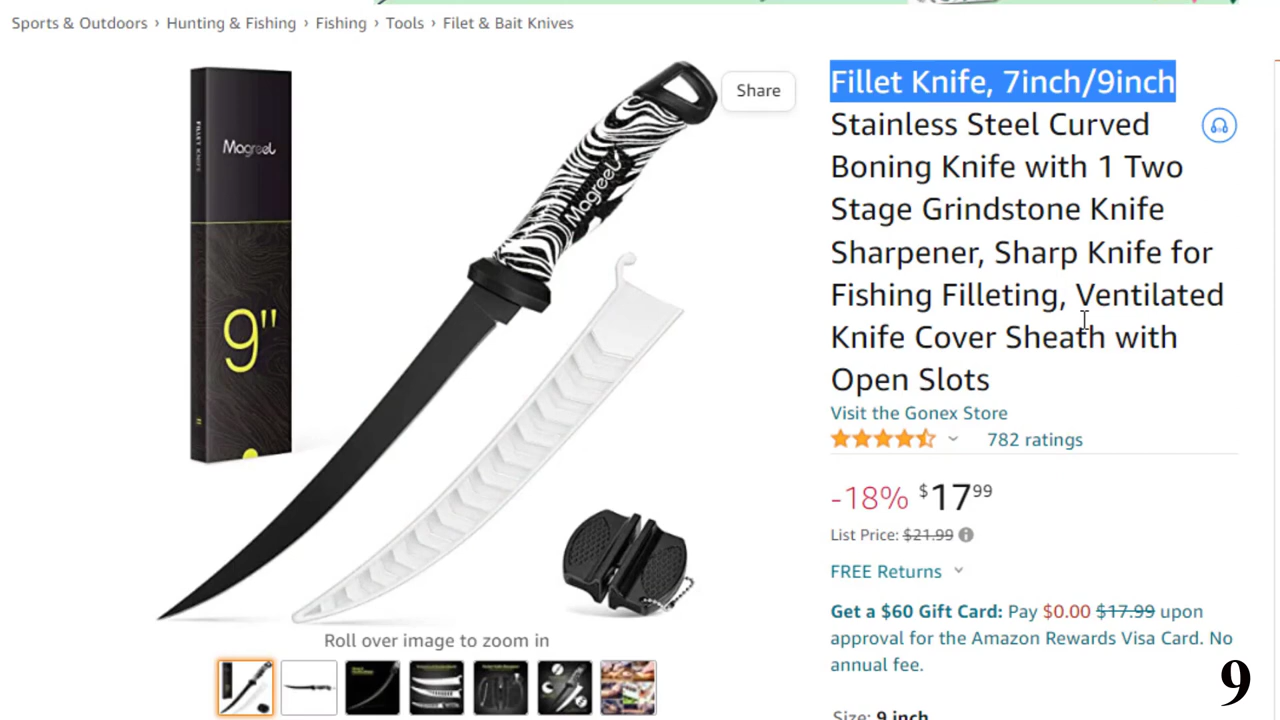 Sports & Outdoors › Hunting & Fishing › Fishing › Tools › Filet & Bait Knives
Magreel
9"
Magreel
Share
Roll over image to zoom in
Fillet Knife, 7inch/9inch
Stainless Steel Curved
Boning Knife with 1 Two
Stage Grindstone Knife
Sharpener, Sharp Knife for
Fishing Filleting, Ventilated
Knife Cover Sheath with
Open Slots
Visit the Gonex Store
782 ratings
-18% $17 99
List Price: $21.99
FREE Returns
Get a $60 Gift Card: Pay $0.00 $17.99 upon
approval for the Amazon Rewards Visa Card. No
annual fee.
Size: 9 inch
9